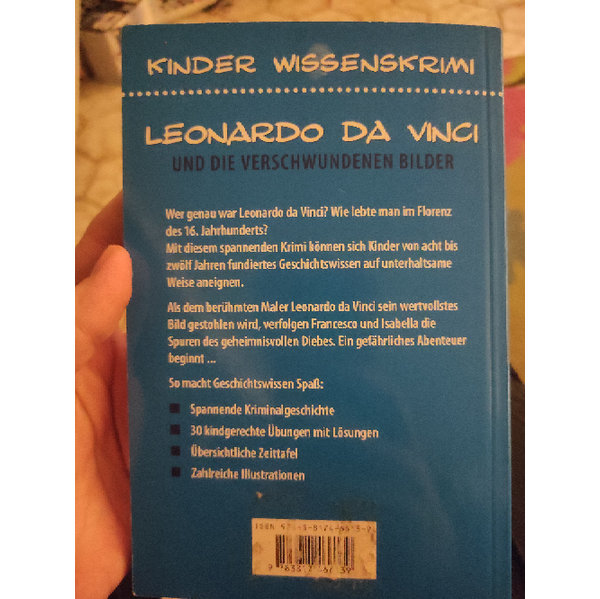 KINDER WISSENSKRIMI
LEONARDO DA VINCI
UND DIE VERSCHWUNDENEN BILDER
Wer genau war Leonardo da Vinci? Wie lebte man im Florenz
des 16. Jahrhunderts?
Mit diesem spannenden Krimi können sich Kinder von acht bis
zwölf Jahren fundiertes Geschichtswissen auf unterhaltsame
Weise aneignen.
Als dem berühmten Maler Leonardo da Vinci sein wertvollstes
Bild gestohlen wird, verfolgen Francesco und Isabella die
Spuren des geheimnisvollen Diebes. Ein gefährliches Abenteuer
beginnt ...
So macht Geschichtswissen Spaß:
Spannende Kriminalgeschichte
30 kindgerechte Übungen mit Lösungen
Übersichtliche Zeittafel
Zahlreiche Illustrationen
ISBN